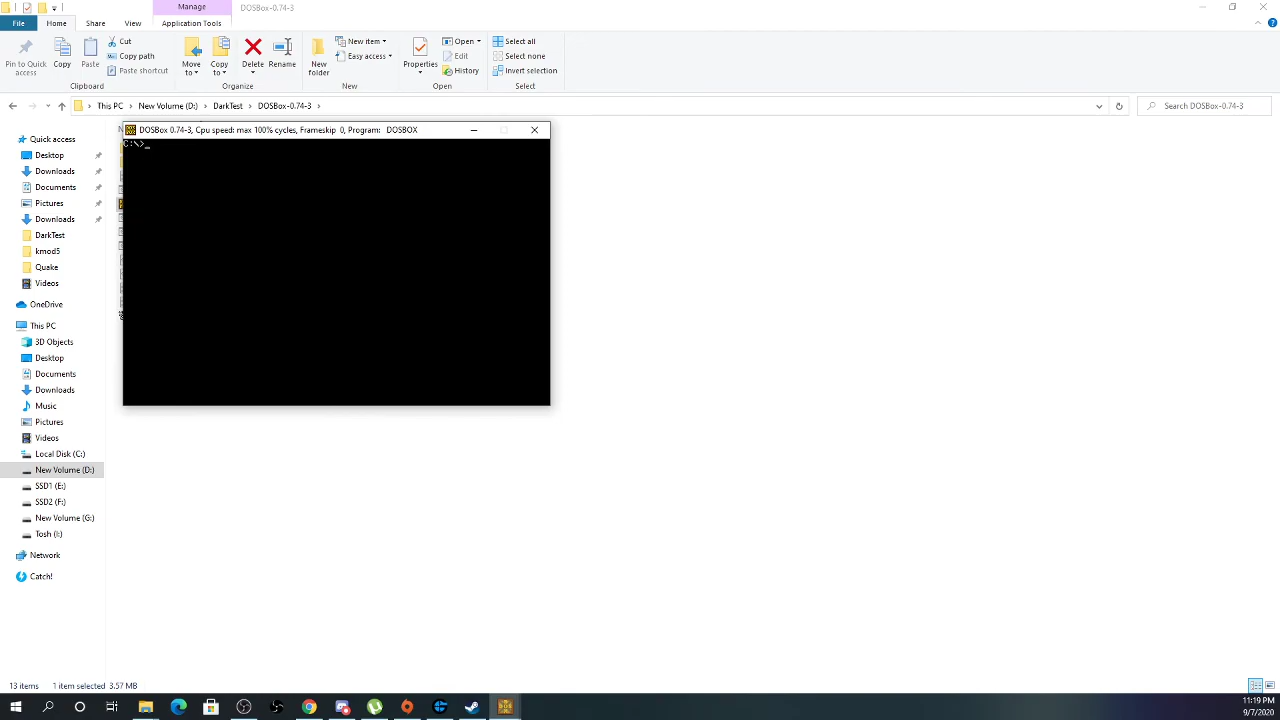 Manage
DOSBox-0.74-3
File
Home
Share
View
Application Tools
Pin to Quick access
Copy
Paste
Cut
Copy path
Paste shortcut
Clipboard
Move to
Copy to
Delete
Rename
Organize
New folder
New item
Easy access
New
Properties
Open
Edit
History
Open
Select all
Select none
Invert selection
Select
This PC
New Volume (D:)
DarkTest
DOSBox-0.74-3
Search DOSBox-0.74-3
DOSBox 0.74-3, Cpu speed: max 100% cycles, Frameskip 0, Program: DOSBOX
C:\>_
Quick access
Desktop
Downloads
Documents
Pictures
Downloads
DarkTest
kmod5
Quake
Videos
OneDrive
This PC
3D Objects
Desktop
Documents
Downloads
Music
Pictures
Videos
Local Disk (C:)
New Volume (D:)
SSD1 (E:)
SSD2 (F:)
New Volume (G:)
Tosh (I:)
Network
Catch!
13 items
1 item selected 3.57 MB
11:19 PM
9/7/2020